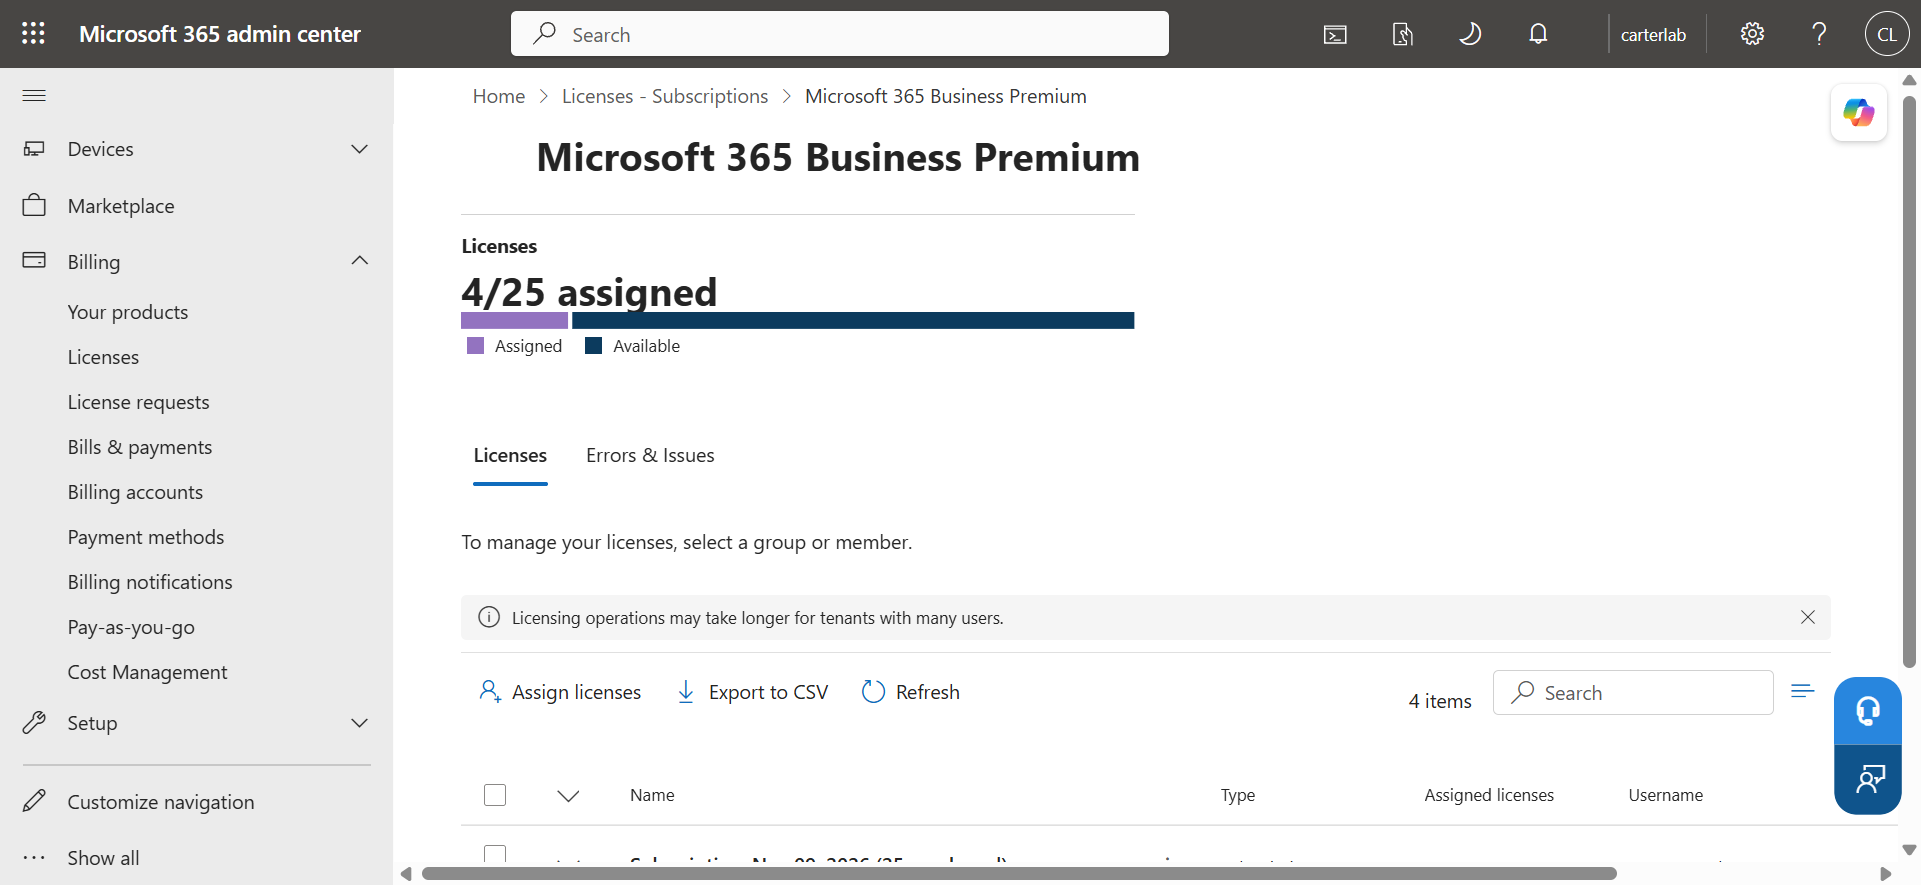 Microsoft 365 admin center
Search
carterlab
CL
Home > Licenses - Subscriptions > Microsoft 365 Business Premium
Devices
Marketplace
Billing
Your products
Licenses
License requests
Bills & payments
Billing accounts
Payment methods
Billing notifications
Pay-as-you-go
Cost Management
Setup
Customize navigation
Show all
Microsoft 365 Business Premium
Licenses
4/25 assigned
Assigned Available
Licenses Errors & Issues
To manage your licenses, select a group or member.
Licensing operations may take longer for tenants with many users.
Assign licenses Export to CSV Refresh
4 items
Search
Name Type Assigned licenses Username